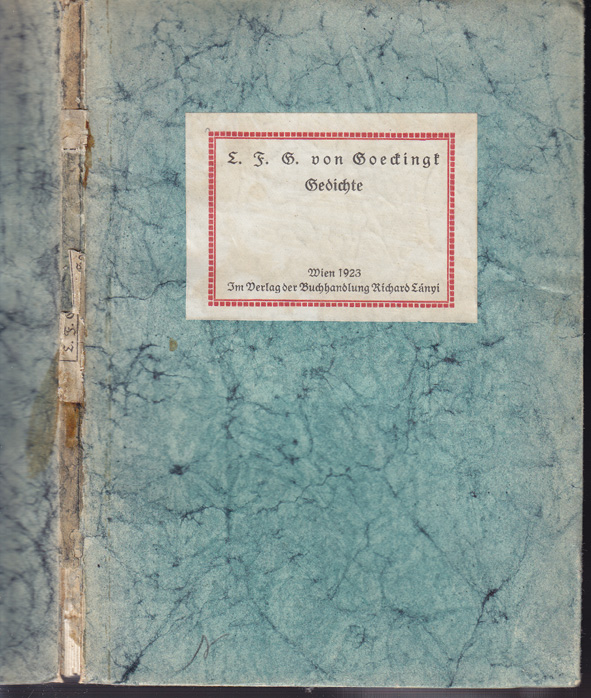 L. F. G. von Goeckingk
Gedichte
Wien 1923
Im Verlag der Buchhandlung Richard Lányi
L. F. G